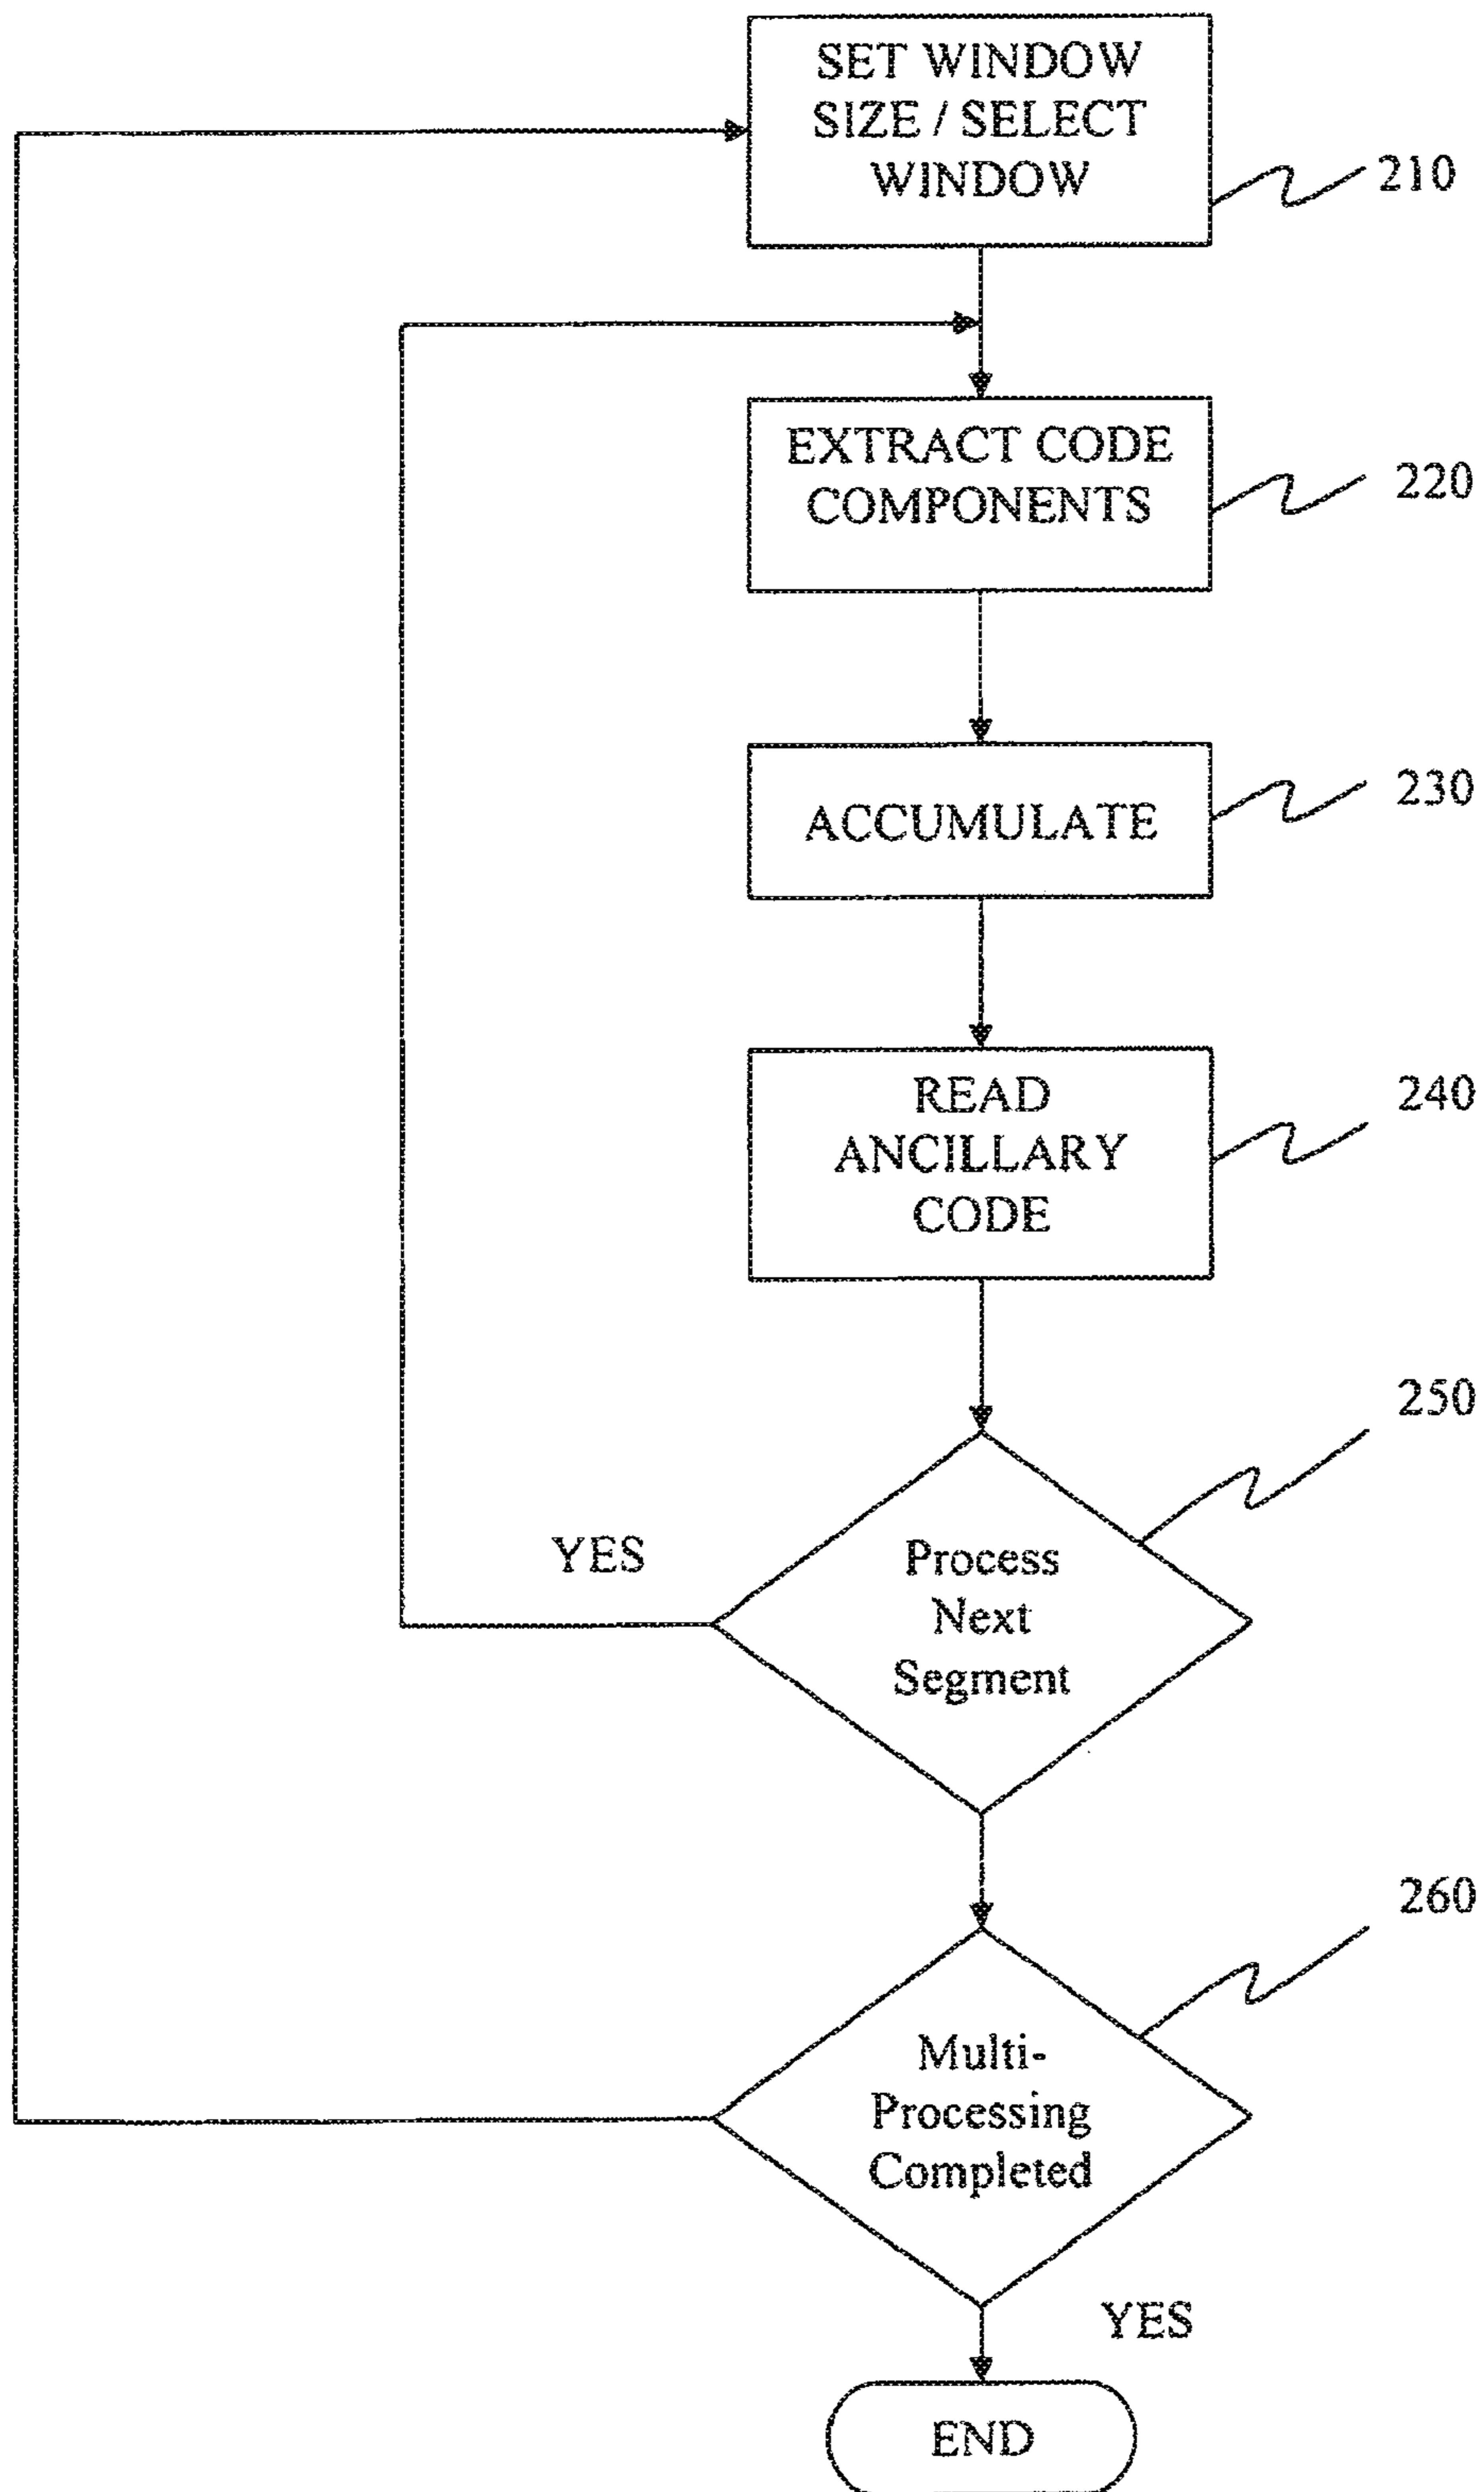 SET WINDOW
SIZE / SELECT
WINDOW
210
EXTRACT CODE
COMPONENTS
220
ACCUMULATE
230
READ
ANCILLARY
CODE
240
250
YES
Process
Next
Segment
260
Multi-
Processing
Completed
YES
END